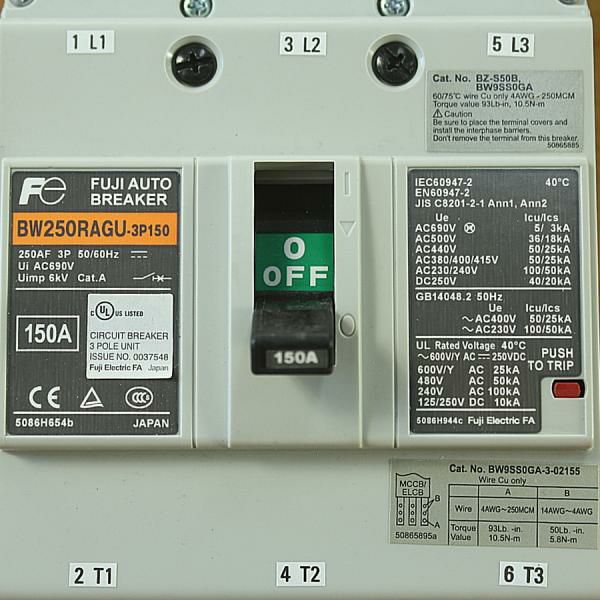 1 L1
3 L2
5 L3
Cat. No. BZ-S50B,
BW9SS0GA
60/75℃ wire Cu only 4AWG-250MCM
Torque value 93Lb-in, 10.5N-m
Caution
Be sure to place the terminal covers and
install the interphase barriers.
Don't remove the terminal from this breaker.
50865885
Fe FUJI AUTO
BREAKER
BW250RAGU-3P150
250AF 3P 50/60Hz
Ui AC690V
Uimp 6kV Cat.A
150A
C UL US LISTED
CIRCUIT BREAKER
3 POLE UNIT
ISSUE NO. 0037548
Fuji Electric FA Japan
CE CCC
5086H654b JAPAN
O
OFF
150A
IEC60947-2 40℃
EN60947-2
JIS C8201-2-1 Ann1, Ann2
Ue Icu/Ics
AC690V 5/ 3kA
AC500V 36/18kA
AC440V 50/25kA
AC380/400/415V 50/25kA
AC230/240V 100/50kA
DC250V 40/20kA
GB14048.2 50Hz
Ue Icu/Ics
~AC400V 50/25kA
~AC230V 100/50kA
UL Rated Voltage 40℃
~600V/Y AC 250VDC
600V/Y AC 25kA
480V AC 50kA
240V AC 100kA
125/250V DC 10kA
5086H944c Fuji Electric FA
PUSH
TO TRIP
MCCB/
ELCB
B
A
50865895a
Cat. No. BW9SS0GA-3-02155
Wire Cu only
A B
Wire 4AWG~250MCM 14AWG~4AWG
Torque Value 93Lb. -in. 10.5N-m 50Lb. -in. 5.8N-m
2 T1
4 T2
6 T3